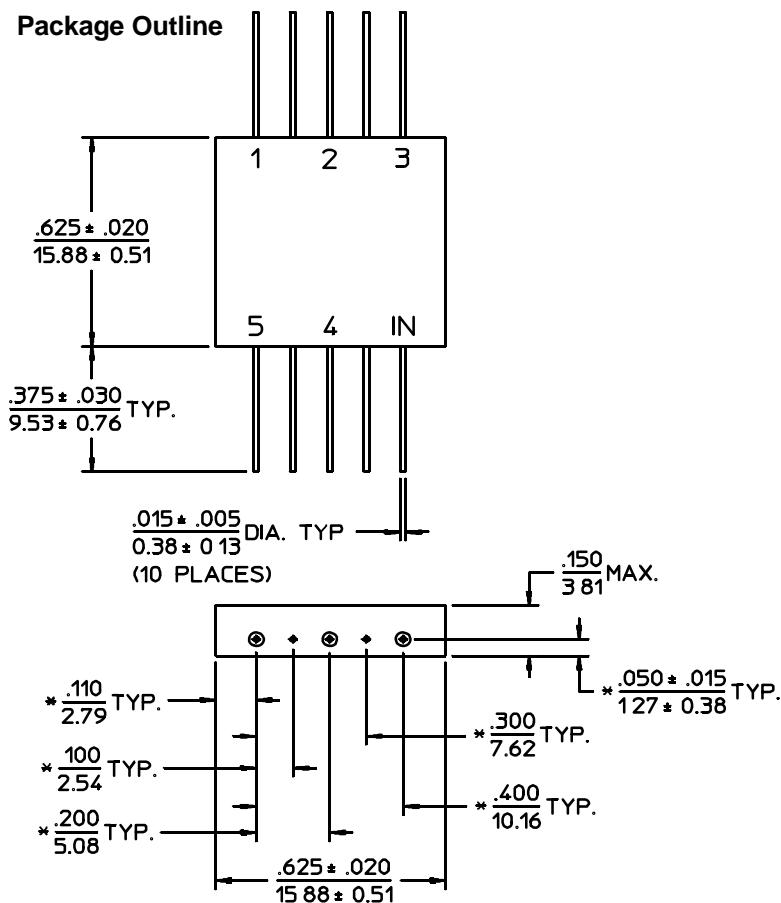 Package Outline
1 2 3
.625 ± .020
15.88 ± 0.51
5 4 IN
.375 ± .030
9.53 ± 0.76
TYP.
.015 ± .005
0.38 ± 0 13
DIA. TYP
(10 PLACES)
.150
3 81
MAX.
* .050 ± .015
1 27 ± 0.38
TYP.
* .110
2.79
TYP.
* .300
7.62
TYP.
* .100
2.54
TYP.
* .400
10.16
TYP.
* .200
5.08
TYP.
.625 ± .020
15 88 ± 0.51